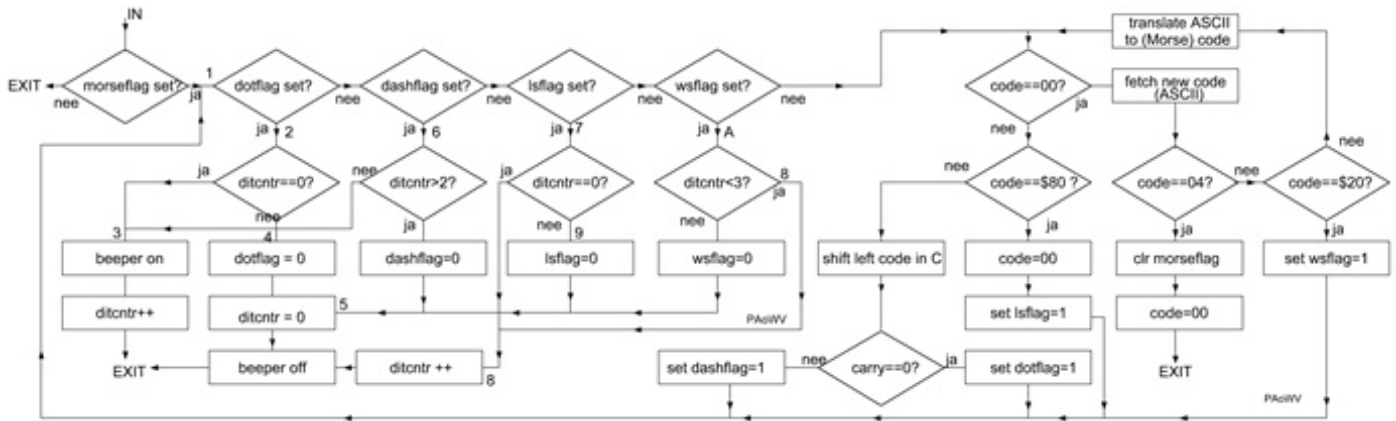 IN
translate ASCII
to (Morse) code
EXIT
morseflag set?
nee
1
ja
dotflag set?
nee
dashflag set?
nee
lsflag set?
nee
wsflag set?
nee
code==00?
ja
fetch new code
(ASCII)
ja
2
ja
6
ja
7
ja
A
nee
nee
ja
ditcntr==0?
nee
ditcntr>2?
ja
ditcntr==0?
ditcntr<3?
8
ja
nee
code==$80 ?
code==04?
nee
code==$20?
3
nee
4
ja
nee
9
nee
ja
ja
ja
beeper on
dotflag = 0
dashflag=0
lsflag=0
wsflag=0
shift left code in C
code=00
clr morseflag
set wsflag=1
ditcntr++
ditcntr = 0
5
PAoWV
set lsflag=1
code=00
EXIT
beeper off
ditcntr ++
8
set dashflag=1
nee
carry==0?
ja
set dotflag=1
EXIT
PAoWV